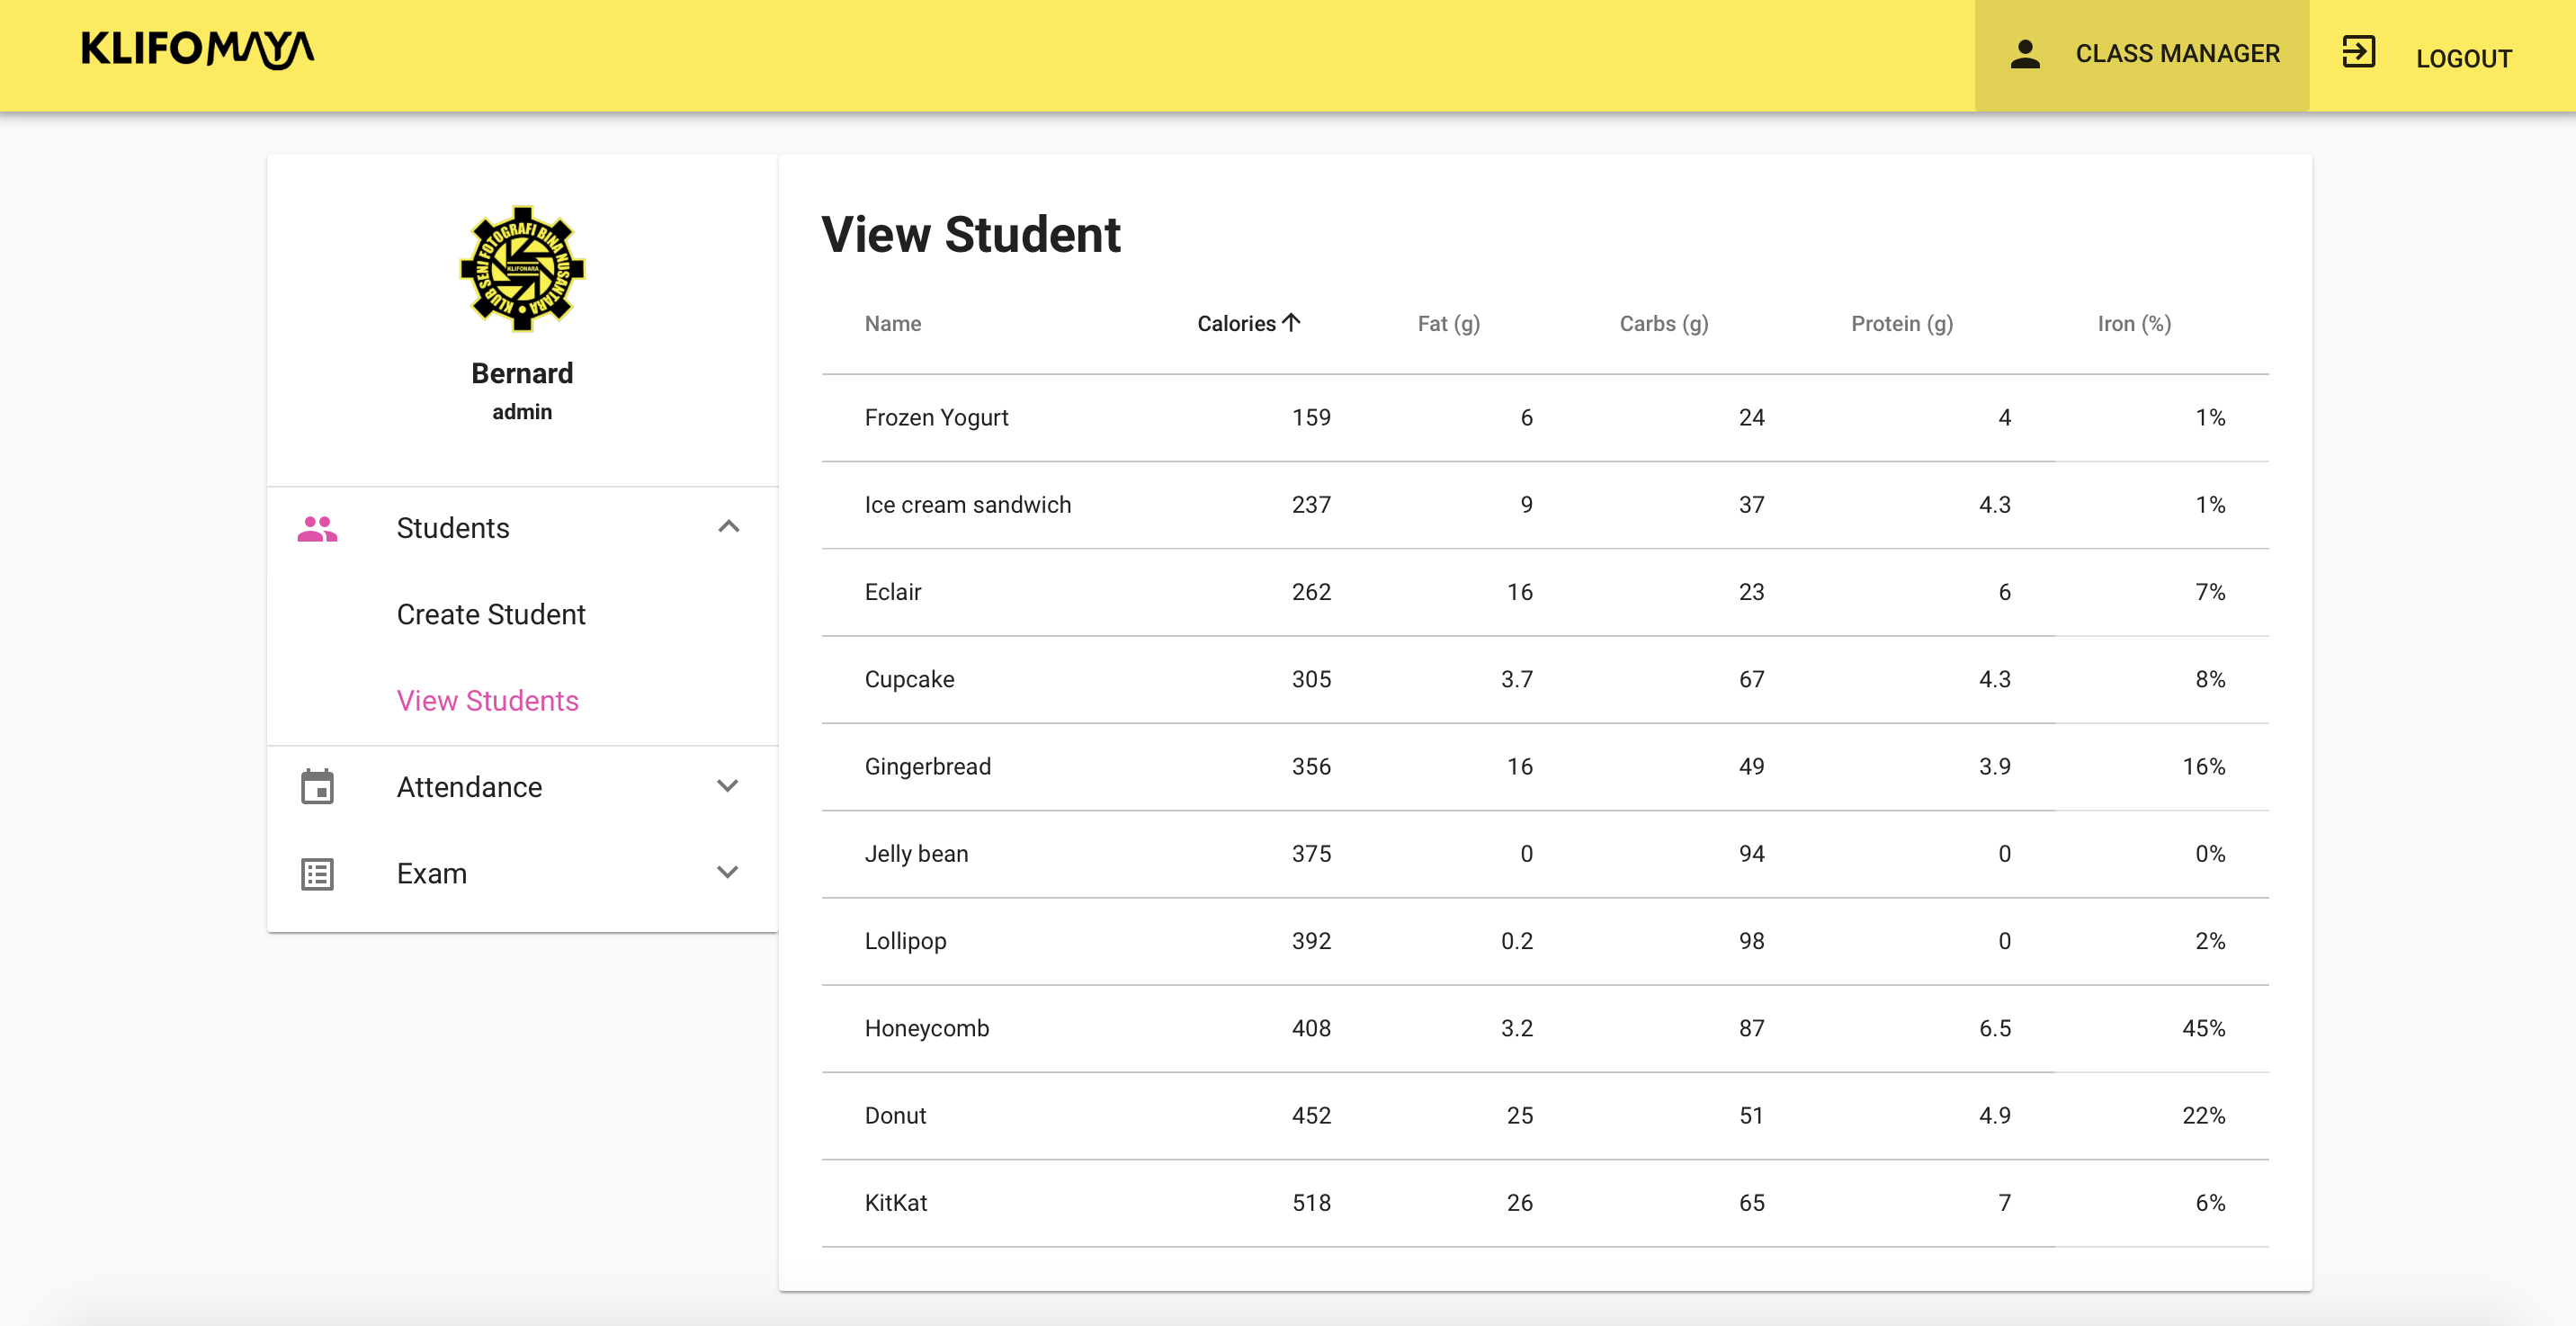 KLIFOMAYA
CLASS MANAGER
LOGOUT
KLUB SENI FOTOGRAFI BINA NUSANTARA
KLIFONARA
Bernard
admin
Students
Create Student
View Students
Attendance
Exam
View Student
Name Calories Fat (g) Carbs (g) Protein (g) Iron (%)
Frozen Yogurt 159 6 24 4 1%
Ice cream sandwich 237 9 37 4.3 1%
Eclair 262 16 23 6 7%
Cupcake 305 3.7 67 4.3 8%
Gingerbread 356 16 49 3.9 16%
Jelly bean 375 0 94 0 0%
Lollipop 392 0.2 98 0 2%
Honeycomb 408 3.2 87 6.5 45%
Donut 452 25 51 4.9 22%
KitKat 518 26 65 7 6%